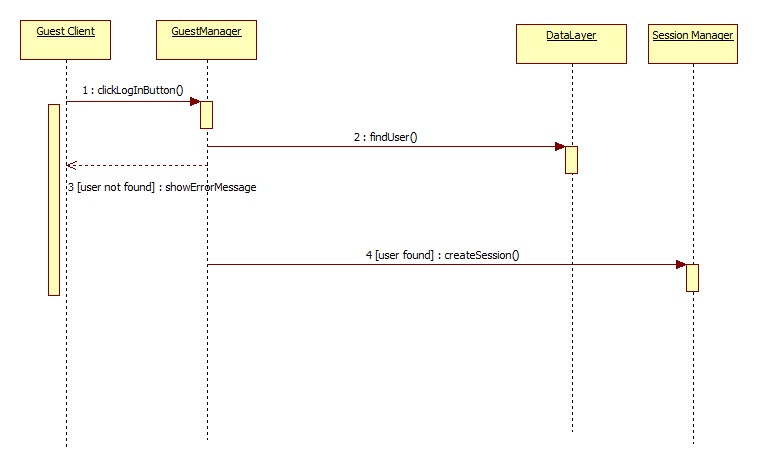 Guest Client
GuestManager
DataLayer
Session Manager
1 : clickLogInButton()
2 : findUser()
3 [user not found] : showErrorMessage
4 [user found] : createSession()